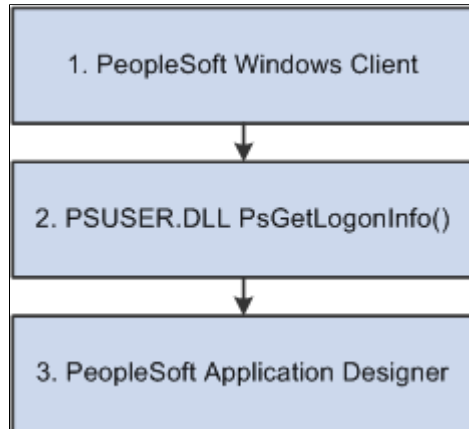 1. PeopleSoft Windows Client
2. PSUSER.DLL PsGetLogonInfo()
3. PeopleSoft Application Designer